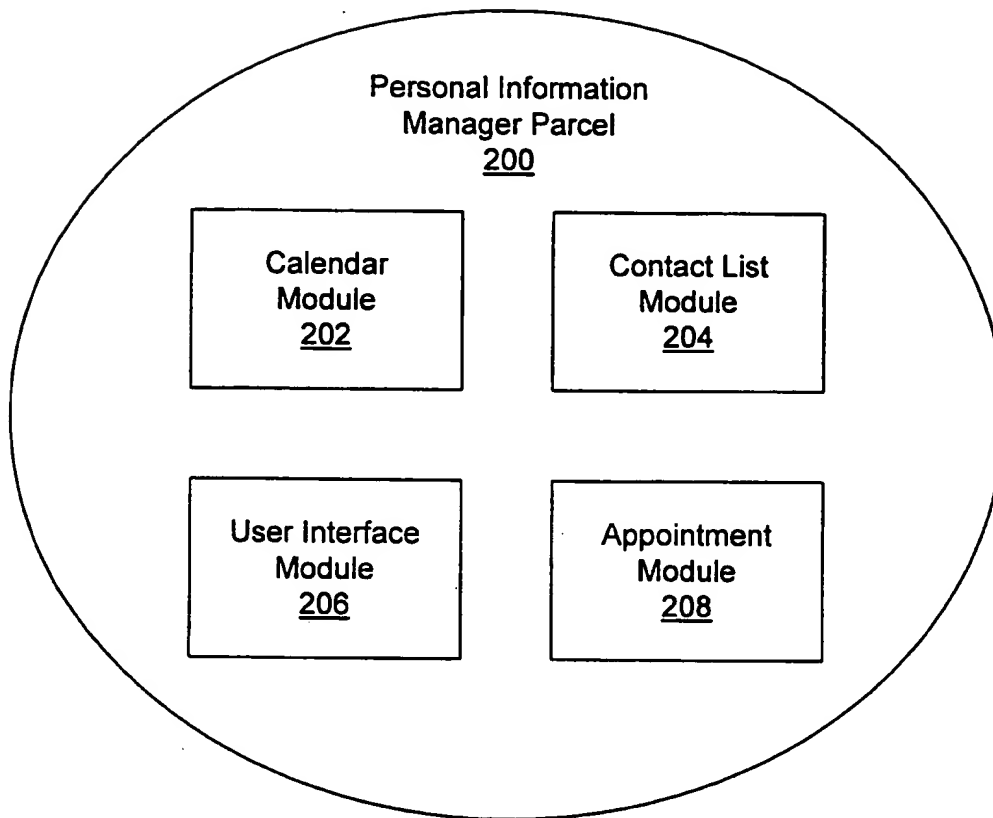 Personal Information
Manager Parcel
200
Calendar
Module
202
Contact List
Module
204
User Interface
Module
206
Appointment
Module
208